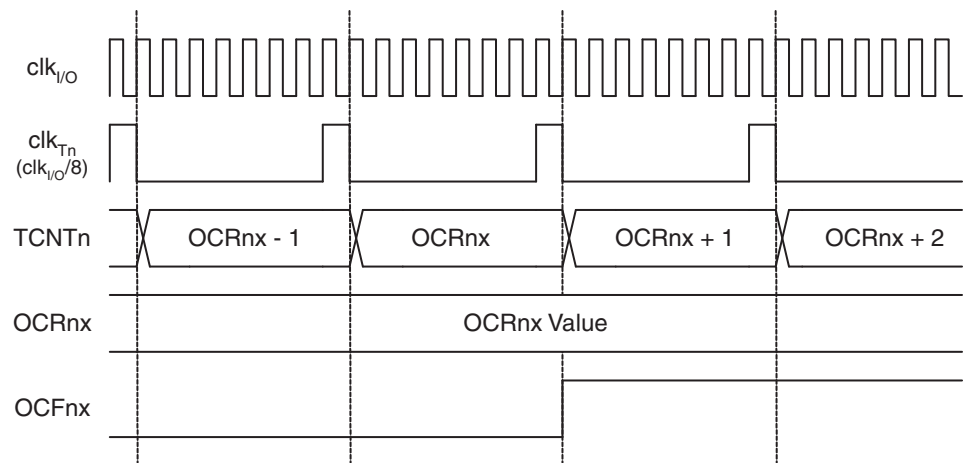 clkI/O
clkTn
(clkI/O/8)
TCNTn
OCRnx - 1
OCRnx
OCRnx + 1
OCRnx + 2
OCRnx
OCRnx Value
OCFnx